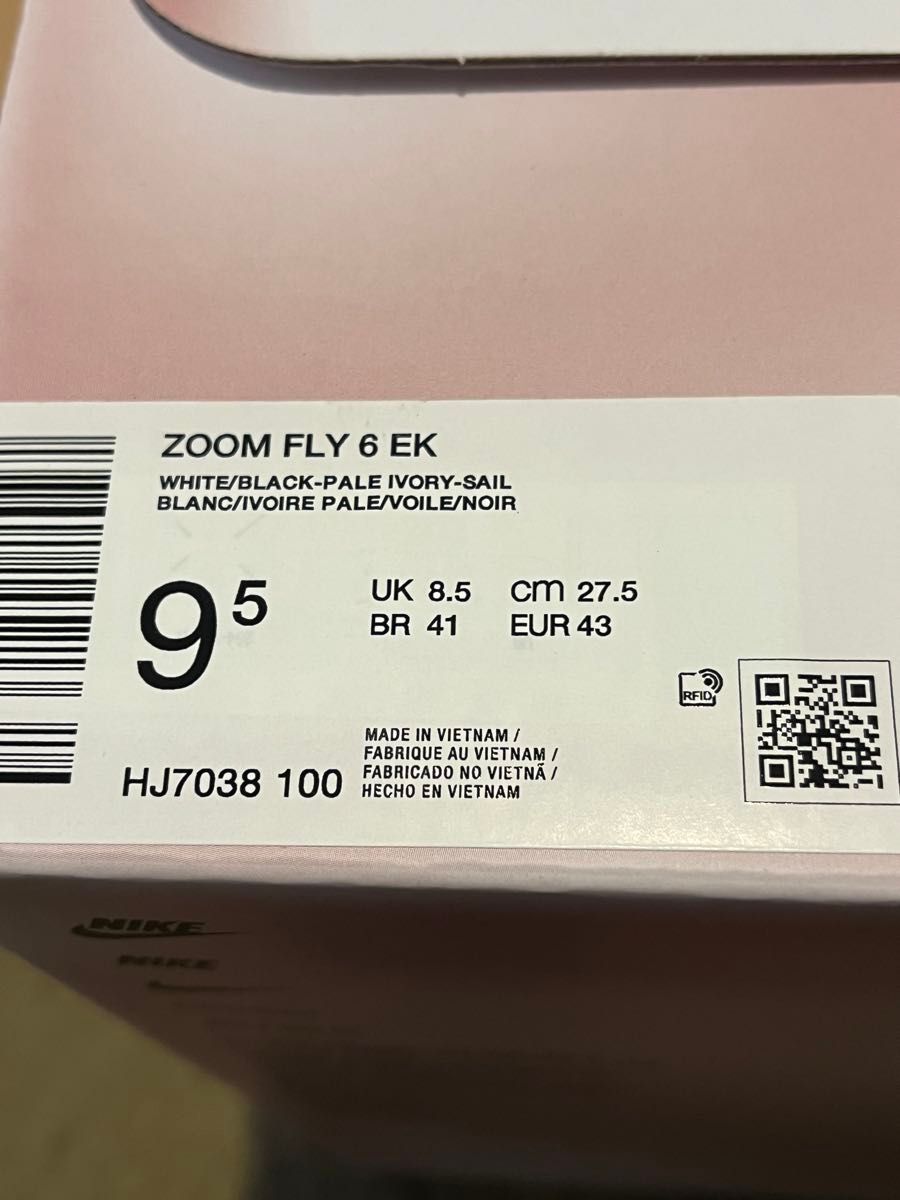 ZOOM FLY 6 EK
WHITE/BLACK-PALE IVORY-SAIL
BLANC/IVOIRE PALE/VOILE/NOIR
9⁵
UK 8.5 cm 27.5
BR 41 EUR 43
RFID
MADE IN VIETNAM /
FABRIQUE AU VIETNAM /
FABRICADO NO VIETNÃ /
HECHO EN VIETNAM
HJ7038 100
NIKE
NIKE